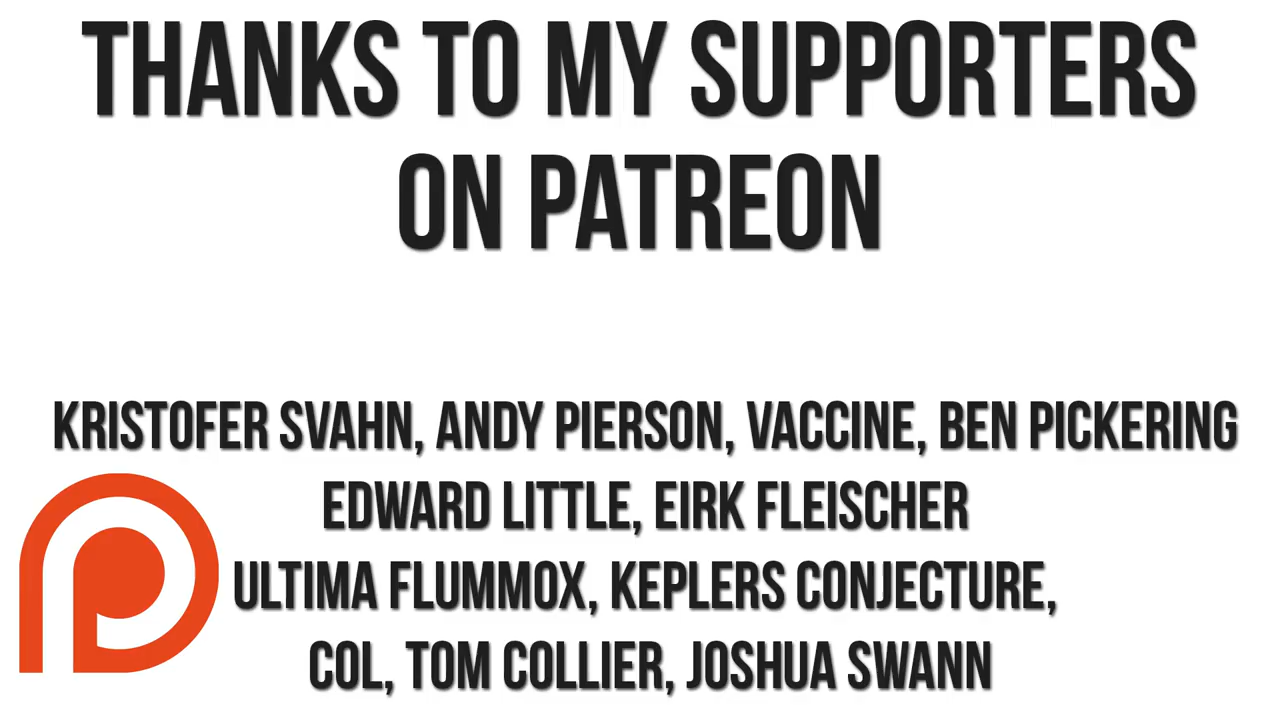 THANKS TO MY SUPPORTERS
ON PATREON
KRISTOFER SVAHN, ANDY PIERSON, VACCINE, BEN PICKERING
EDWARD LITTLE, EIRK FLEISCHER
ULTIMA FLUMMOX, KEPLERS CONJECTURE,
COL, TOM COLLIER, JOSHUA SWANN